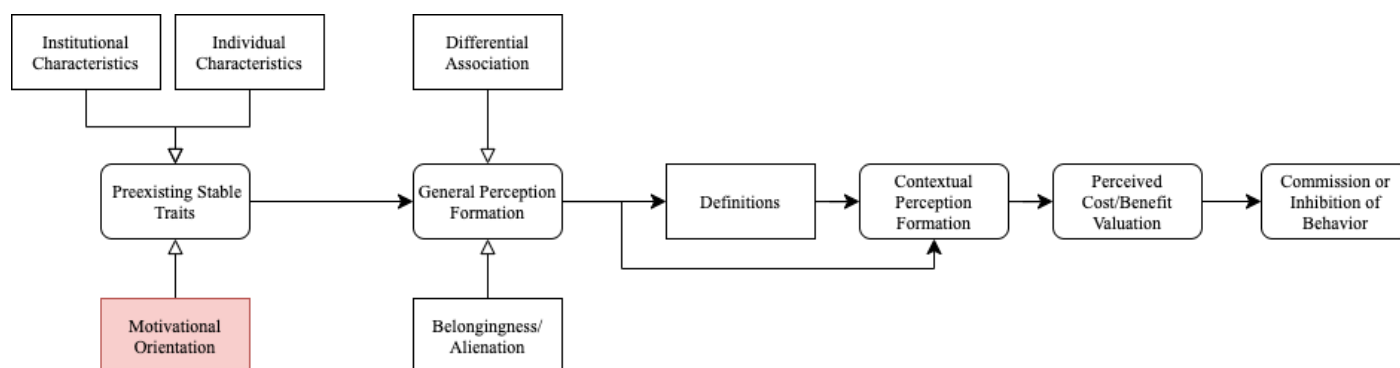 Institutional
Characteristics
Individual
Characteristics
Differential
Association
Preexisting Stable
Traits
General Perception
Formation
Definitions
Contextual
Perception
Formation
Perceived
Cost/Benefit
Valuation
Commission or
Inhibition of
Behavior
Motivational
Orientation
Belongingness/
Alienation